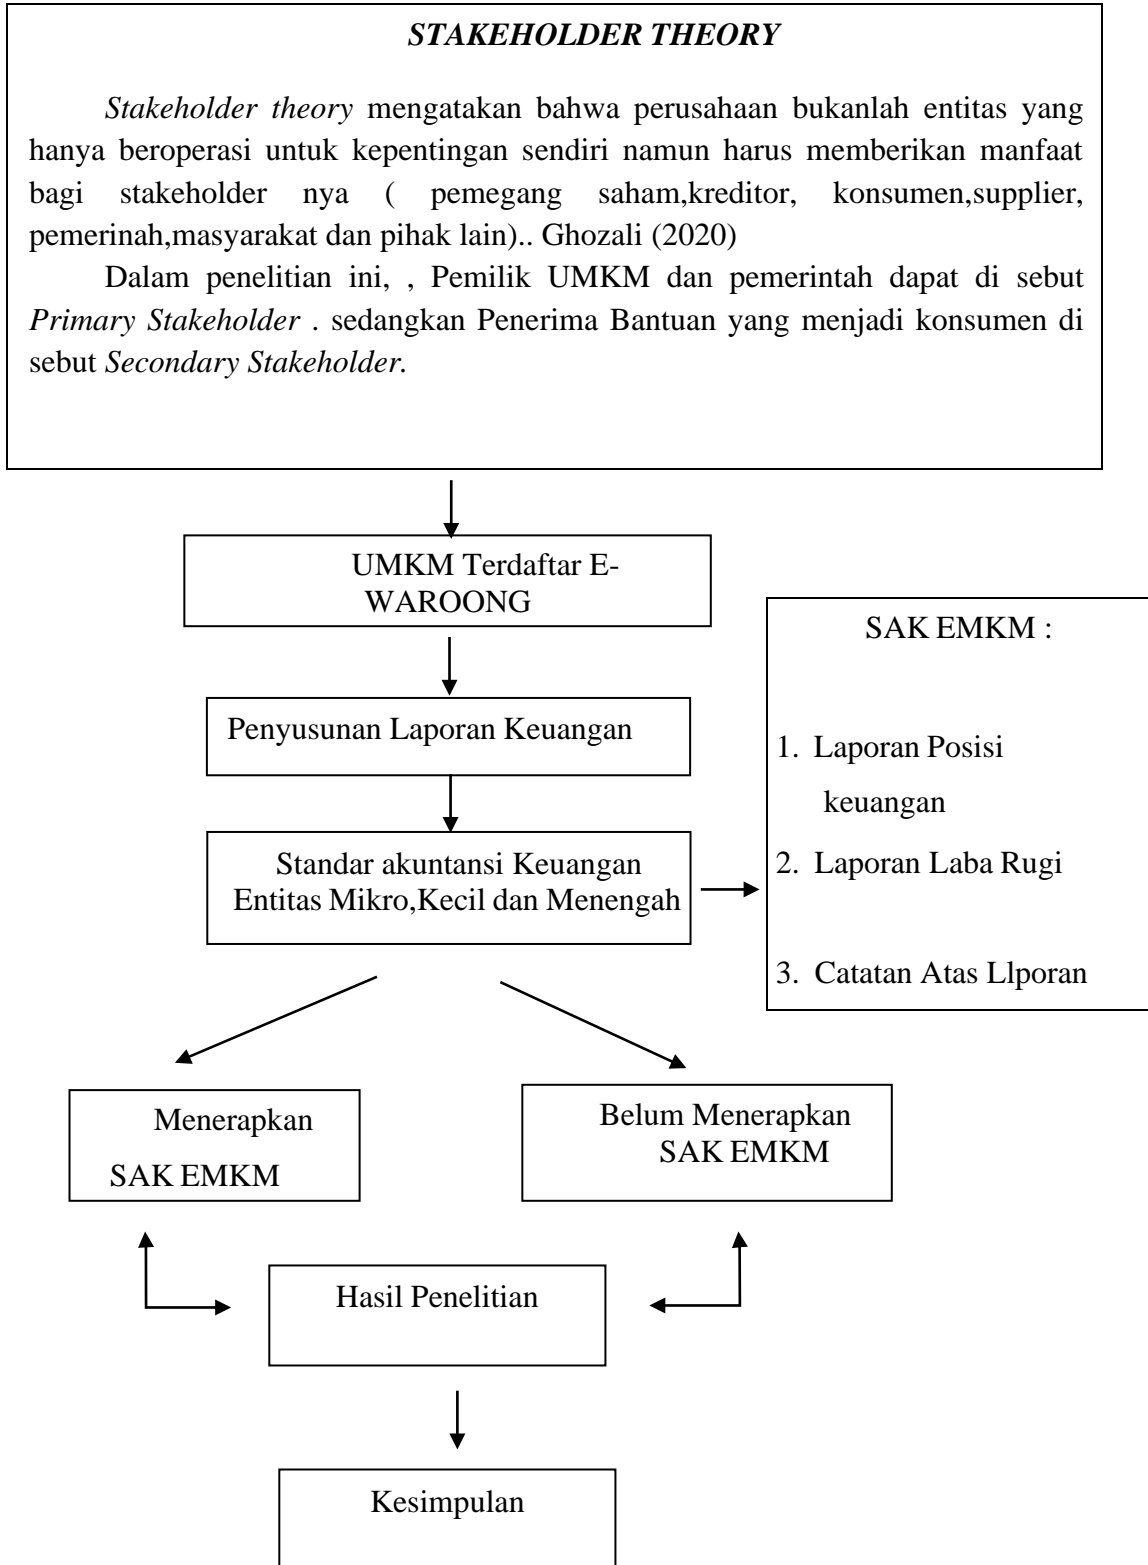 STAKEHOLDER THEORY
Stakeholder theory mengatakan bahwa perusahaan bukanlah entitas yang
hanya beroperasi untuk kepentingan sendiri namun harus memberikan manfaat
bagi stakeholder nya ( pemegang saham,kreditor, konsumen,supplier,
pemerinah,masyarakat dan pihak lain).. Ghozali (2020)
Dalam penelitian ini, , Pemilik UMKM dan pemerintah dapat di sebut
Primary Stakeholder . sedangkan Penerima Bantuan yang menjadi konsumen di
sebut Secondary Stakeholder.
UMKM Terdaftar E-
WAROONG
Penyusunan Laporan Keuangan
Standar akuntansi Keuangan
Entitas Mikro,Kecil dan Menengah
SAK EMKM :
1. Laporan Posisi
keuangan
2. Laporan Laba Rugi
3. Catatan Atas Llporan
Menerapkan
SAK EMKM
Belum Menerapkan
SAK EMKM
Hasil Penelitian
Kesimpulan